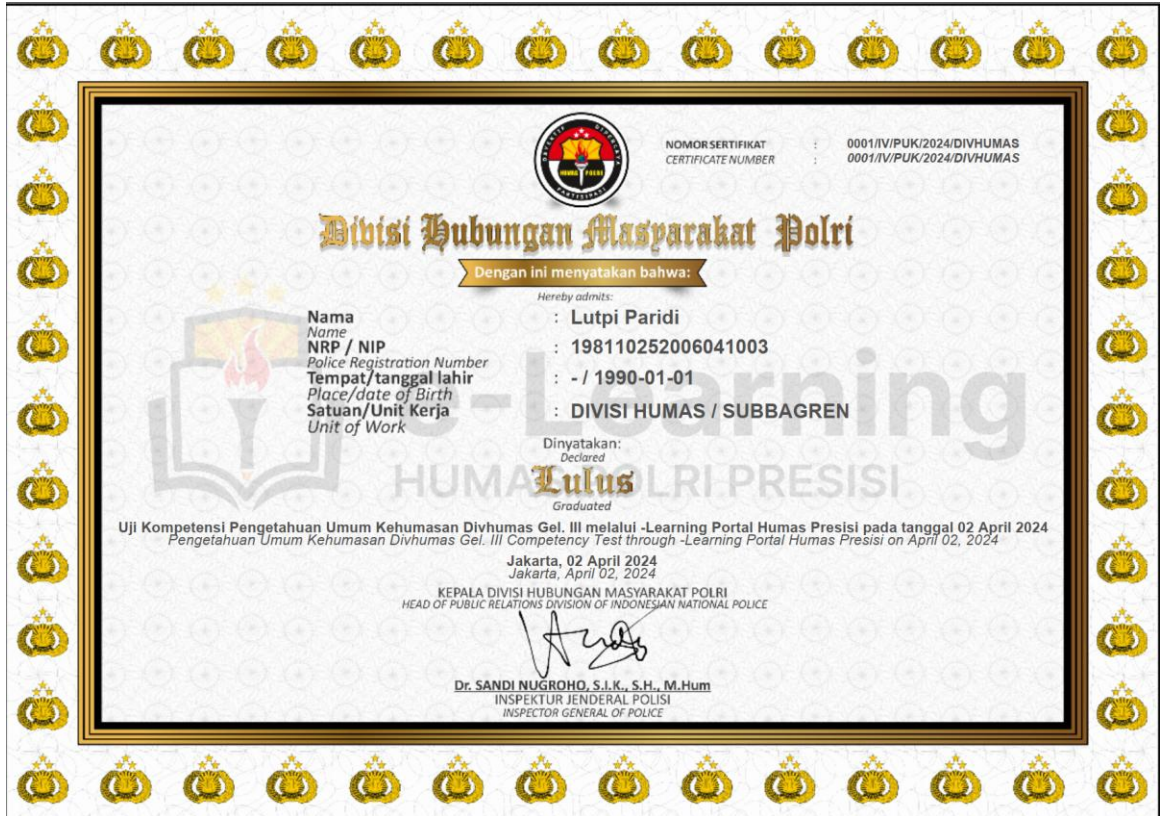 NOMOR SERTIFIKAT : 0001/IV/PUK/2024/DIVHUMAS
CERTIFICATE NUMBER : 0001/IV/PUK/2024/DIVHUMAS
HUMAS POLRI
PARTISIPASI
Divisi Hubungan Masyarakat Polri
Dengan ini menyatakan bahwa:
Hereby admits:
Nama : Lutpi Paridi
Name
NRP / NIP : 198110252006041003
Police Registration Number
Tempat/tanggal lahir : - / 1990-01-01
Place/date of Birth
Satuan/Unit Kerja : DIVISI HUMAS / SUBBAGREN
Unit of Work
e-Learning
HUMAS POLRI PRESISI
Dinyatakan:
Declared
Lulus
Graduated
Uji Kompetensi Pengetahuan Umum Kehumasan Divhumas Gel. III melalui -Learning Portal Humas Presisi pada tanggal 02 April 2024
Pengetahuan Umum Kehumasan Divhumas Gel. III Competency Test through -Learning Portal Humas Presisi on April 02, 2024
Jakarta, 02 April 2024
Jakarta, April 02, 2024
KEPALA DIVISI HUBUNGAN MASYARAKAT POLRI
HEAD OF PUBLIC RELATIONS DIVISION OF INDONESIAN NATIONAL POLICE
Dr. SANDI NUGROHO, S.I.K., S.H., M.Hum
INSPEKTUR JENDERAL POLISI
INSPECTOR GENERAL OF POLICE